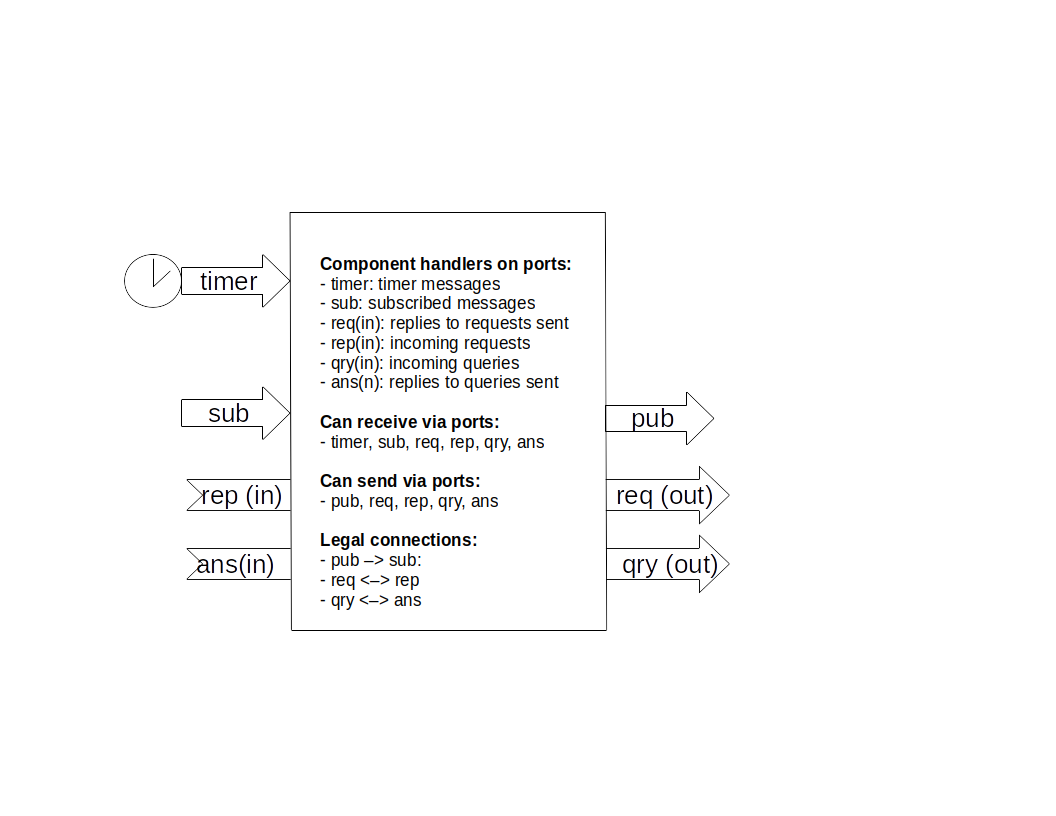 Component handlers on ports:
- timer: timer messages
- sub: subscribed messages
- req(in): replies to requests sent
- rep(in): incoming requests
- qry(in): incoming queries
- ans(n): replies to queries sent
Can receive via ports:
- timer, sub, req, rep, qry, ans
Can send via ports:
- pub, req, rep, qry, ans
Legal connections:
- pub –> sub:
- req <–> rep
- qry <–> ans
timer
sub
rep (in)
ans(in)
pub
req (out)
qry (out)